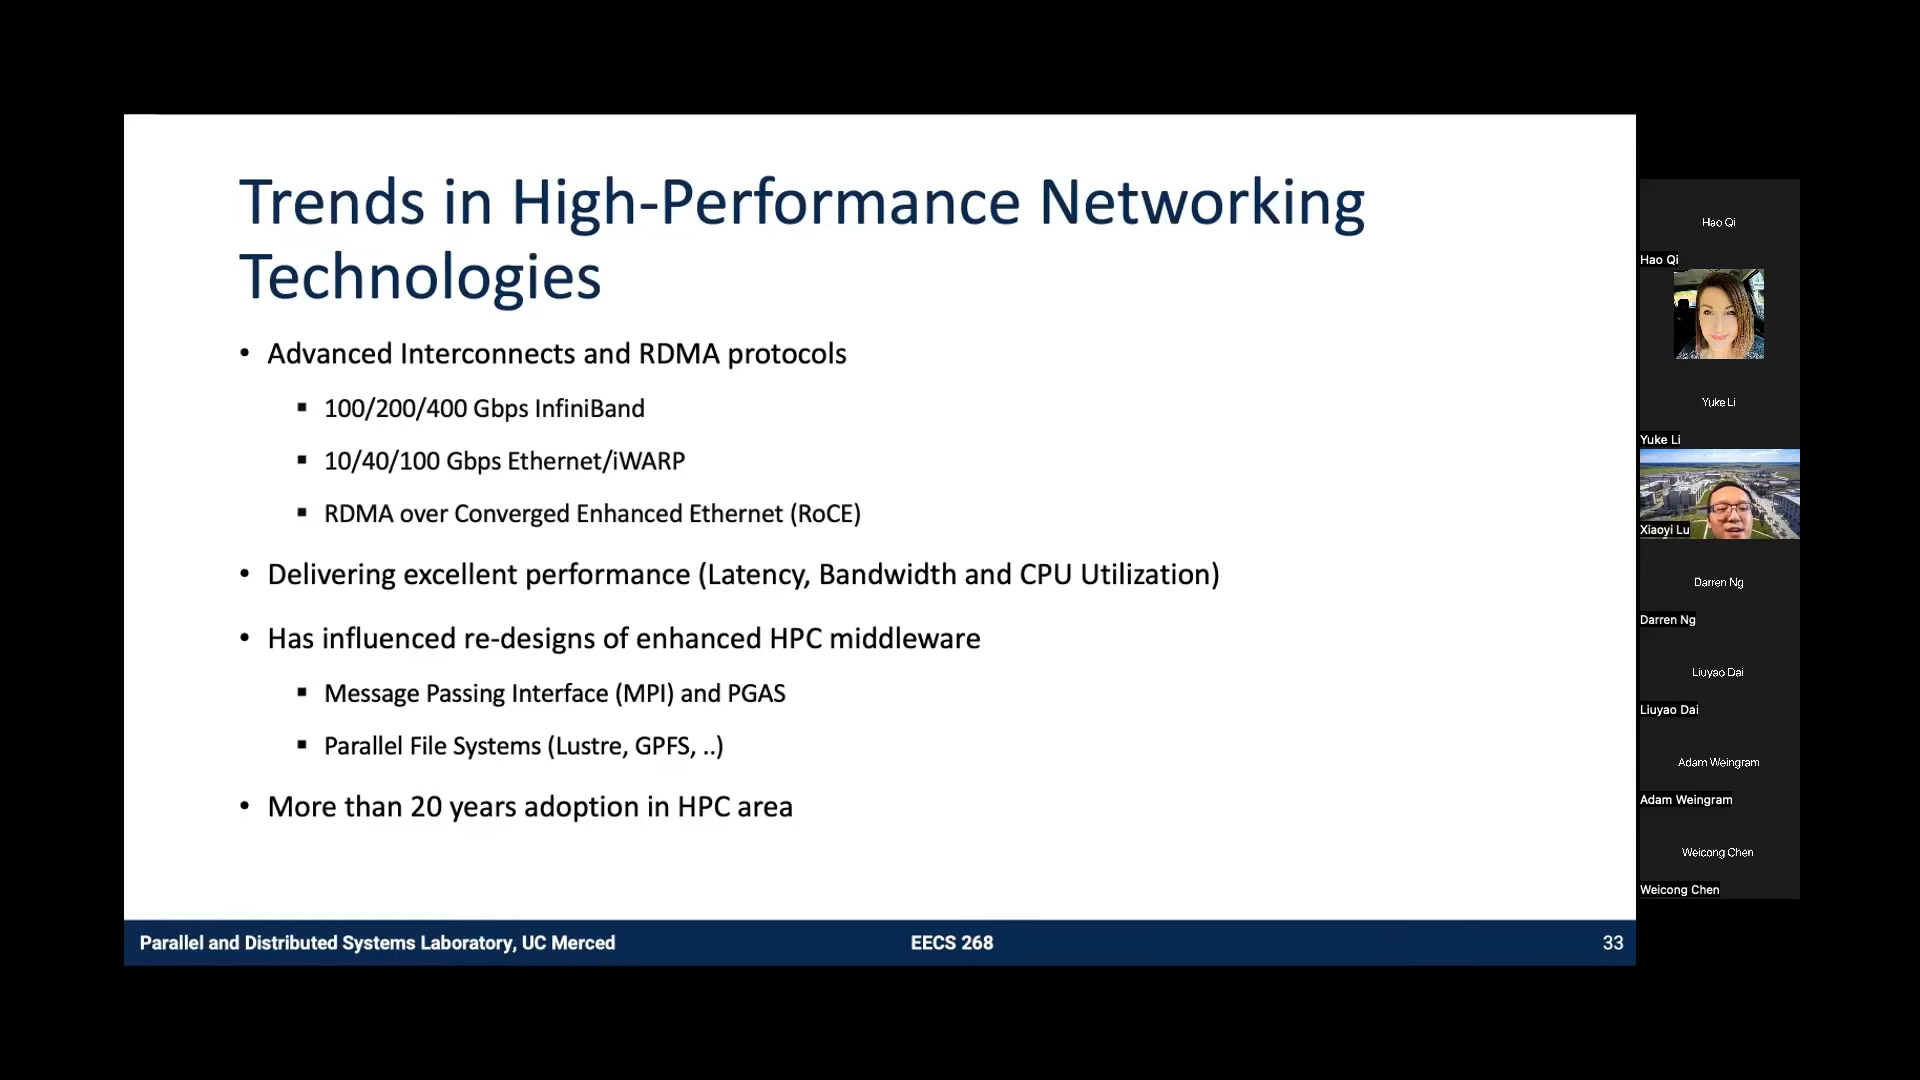 Trends in High-Performance Networking
Technologies
• Advanced Interconnects and RDMA protocols
▪ 100/200/400 Gbps InfiniBand
▪ 10/40/100 Gbps Ethernet/iWARP
▪ RDMA over Converged Enhanced Ethernet (RoCE)
• Delivering excellent performance (Latency, Bandwidth and CPU Utilization)
• Has influenced re-designs of enhanced HPC middleware
▪ Message Passing Interface (MPI) and PGAS
▪ Parallel File Systems (Lustre, GPFS, ..)
• More than 20 years adoption in HPC area
Parallel and Distributed Systems Laboratory, UC Merced
EECS 268
33
Hao Qi
Hao Qi
Yuke Li
Yuke Li
Xiaoyi Lu
Darren Ng
Darren Ng
Liuyao Dai
Liuyao Dai
Adam Weingram
Adam Weingram
Weicong Chen
Weicong Chen